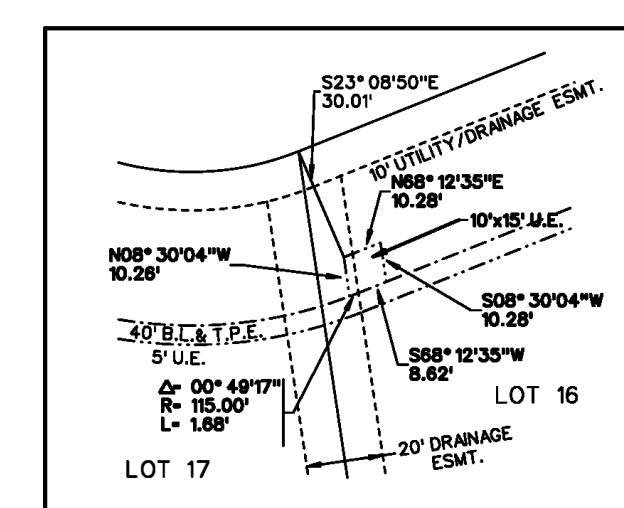 S23° 08'50"E
30.01'
10' UTILITY/DRAINAGE ESMT.
N68° 12'35"E
10.28'
10'x15' U.E.
N08° 30'04"W
10.26'
S08° 30'04"W
10.28'
40' B.L.& T.P.E.
5' U.E.
S68° 12'35"W
8.62'
Δ= 00° 49'17"
R= 115.00'
L= 1.68'
LOT 16
20' DRAINAGE
ESMT.
LOT 17